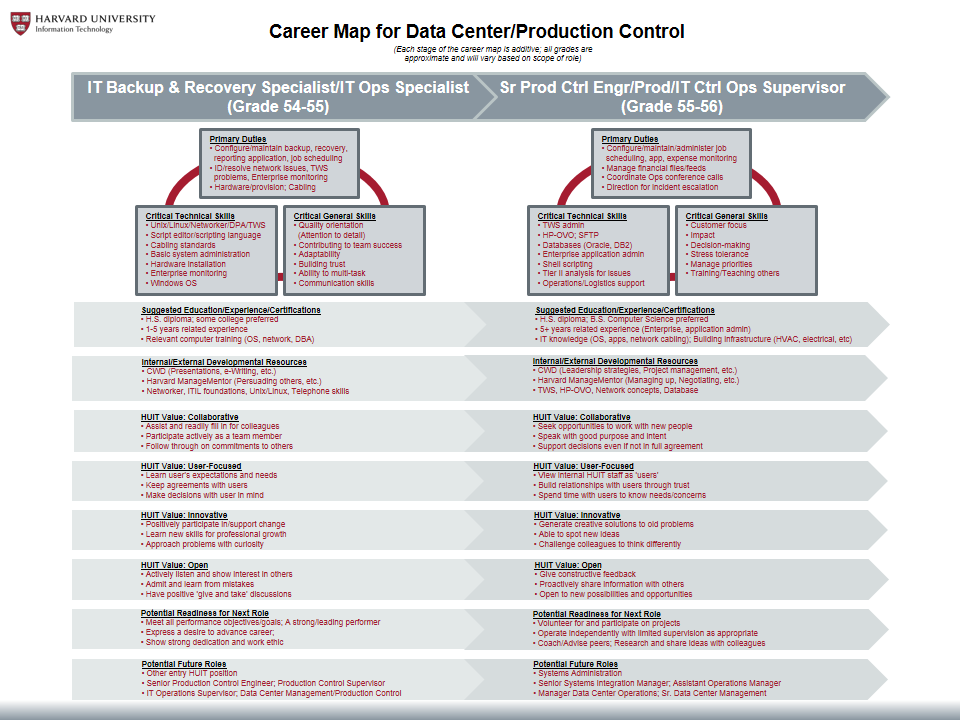 HARVARD UNIVERSITY
Information Technology
Career Map for Data Center/Production Control
(Each stage of the career map is additive; all grades are
approximate and will vary based on scope of role)
IT Backup & Recovery Specialist/IT Ops Specialist
(Grade 54-55)
Sr Prod Ctrl Engr/Prod/IT Ctrl Ops Supervisor
(Grade 55-56)
Primary Duties
• Configure/maintain backup, recovery,
reporting application, job scheduling
• ID/resolve network issues, TWS
problems, Enterprise monitoring
• Hardware/provision; Cabling
Critical Technical Skills
• Unix/Linux/Networker/DPA/TWS
• Script editor/scripting language
• Cabling standards
• Basic system administration
• Hardware installation
• Enterprise monitoring
• Windows OS
Critical General Skills
• Quality orientation
(Attention to detail)
• Contributing to team success
• Adaptability
• Building trust
• Ability to multi-task
• Communication skills
Primary Duties
• Configure/maintain/administer job
scheduling, app, expense monitoring
• Manage financial files/feeds
• Coordinate Ops conference calls
• Direction for incident escalation
Critical Technical Skills
• TWS admin
• HP-OVO; SFTP
• Databases (Oracle, DB2)
• Enterprise application admin
• Shell scripting
• Tier II analysis for issues
• Operations/Logistics support
Critical General Skills
• Customer focus
• Impact
• Decision-making
• Stress tolerance
• Manage priorities
• Training/Teaching others
Suggested Education/Experience/Certifications
• H.S. diploma; some college preferred
• 1-5 years related experience
• Relevant computer training (OS, network, DBA)
Suggested Education/Experience/Certifications
• H.S. diploma; B.S. Computer Science preferred
• 5+ years related experience (Enterprise, application admin)
• IT knowledge (OS, apps, network cabling); Building Infrastructure (HVAC, electrical, etc)
Internal/External Developmental Resources
• CWD (Presentations, e-Writing, etc.)
• Harvard ManageMentor (Persuading others, etc.)
• Networker, ITIL foundations, Unix/Linux, Telephone skills
Internal/External Developmental Resources
• CWD (Leadership strategies, Project management, etc.)
• Harvard ManageMentor (Managing up, Negotiating, etc.)
• TWS, HP-OVO, Network concepts, Database
HUIT Value: Collaborative
• Assist and readily fill in for colleagues
• Participate actively as a team member
• Follow through on commitments to others
HUIT Value: Collaborative
• Seek opportunities to work with new people
• Speak with good purpose and intent
• Support decisions even if not in full agreement
HUIT Value: User-Focused
• Learn user's expectations and needs
• Keep agreements with users
• Make decisions with user in mind
HUIT Value: User-Focused
• View internal HUIT staff as 'users'
• Build relationships with users through trust
• Spend time with users to know needs/concerns
HUIT Value: Innovative
• Positively participate in/support change
• Learn new skills for professional growth
• Approach problems with curiosity
HUIT Value: Innovative
• Generate creative solutions to old problems
• Able to spot new ideas
• Challenge colleagues to think differently
HUIT Value: Open
• Actively listen and show interest in others
• Admit and learn from mistakes
• Have positive 'give and take' discussions
HUIT Value: Open
• Give constructive feedback
• Proactively share information with others
• Open to new possibilities and opportunities
Potential Readiness for Next Role
• Meet all performance objectives/goals; A strong/leading performer
• Express a desire to advance career;
• Show strong dedication and work ethic
Potential Readiness for Next Role
• Volunteer for and participate on projects
• Operate independently with limited supervision as appropriate
• Coach/Advise peers; Research and share ideas with colleagues
Potential Future Roles
• Other entry HUIT position
• Senior Production Control Engineer; Production Control Supervisor
• IT Operations Supervisor; Data Center Management/Production Control
Potential Future Roles
• Systems Administration
• Senior Systems Integration Manager; Assistant Operations Manager
• Manager Data Center Operations; Sr. Data Center Management